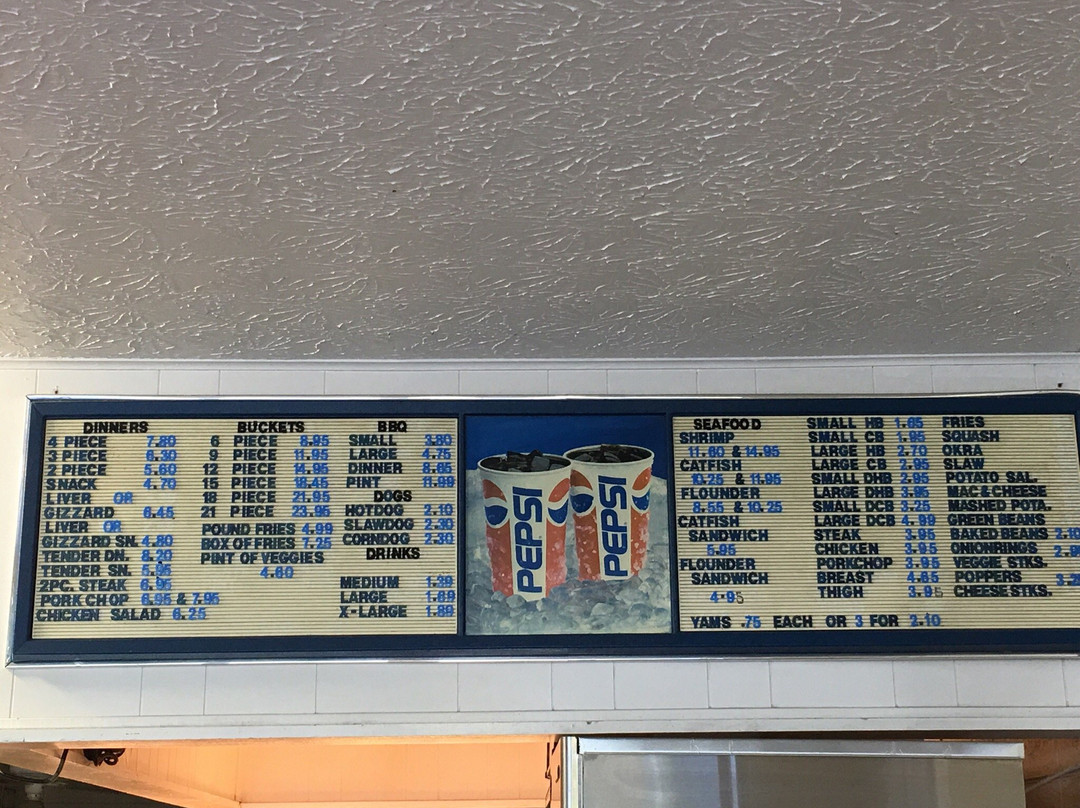 DINNERS
4 PIECE 7.80
3 PIECE 6.30
2 PIECE 5.60
SNACK 4.70
LIVER OR
GIZZARD 6.45
LIVER OR
GIZZARD SN. 4.80
TENDER DN. 8.20
TENDER SN. 5.95
2PC. STEAK 6.95
PORK CHOP 6.95 & 7.95
CHICKEN SALAD 6.25
BUCKETS
6 PIECE 8.95
9 PIECE 11.95
12 PIECE 14.95
15 PIECE 18.45
18 PIECE 21.95
21 PIECE 23.95
POUND FRIES 4.99
BOX OF FRIES 7.25
PINT OF VEGGIES
4.60
BBQ
SMALL 3.80
LARGE 4.75
DINNER 8.65
PINT 11.99
DOGS
HOTDOG 2.10
SLAWDOG 2.30
CORNDOG 2.30
DRINKS
MEDIUM 1.39
LARGE 1.69
X-LARGE 1.89
PEPSI
PEPSI
SEAFOOD
SHRIMP
11.60 & 14.95
CATFISH
10.25 & 11.95
FLOUNDER
8.55 & 10.25
CATFISH
SANDWICH
5.95
FLOUNDER
SANDWICH
4.95
SMALL HB 1.65
SMALL CB 1.95
LARGE HB 2.70
LARGE CB 2.95
SMALL DHB 2.95
LARGE DHB 3.95
SMALL DCB 3.25
LARGE DCB 4.99
STEAK 3.95
CHICKEN 3.95
PORKCHOP 3.95
BREAST 4.65
THIGH 3.95
YAMS .75 EACH OR 3 FOR 2.10
FRIES
SQUASH
OKRA
SLAW
POTATO SAL.
MAC & CHEESE
MASHED POTA.
GREEN BEANS
BAKED BEANS 2.10
ONIONRINGS
VEGGIE STKS.
POPPERS
CHEESE STKS.